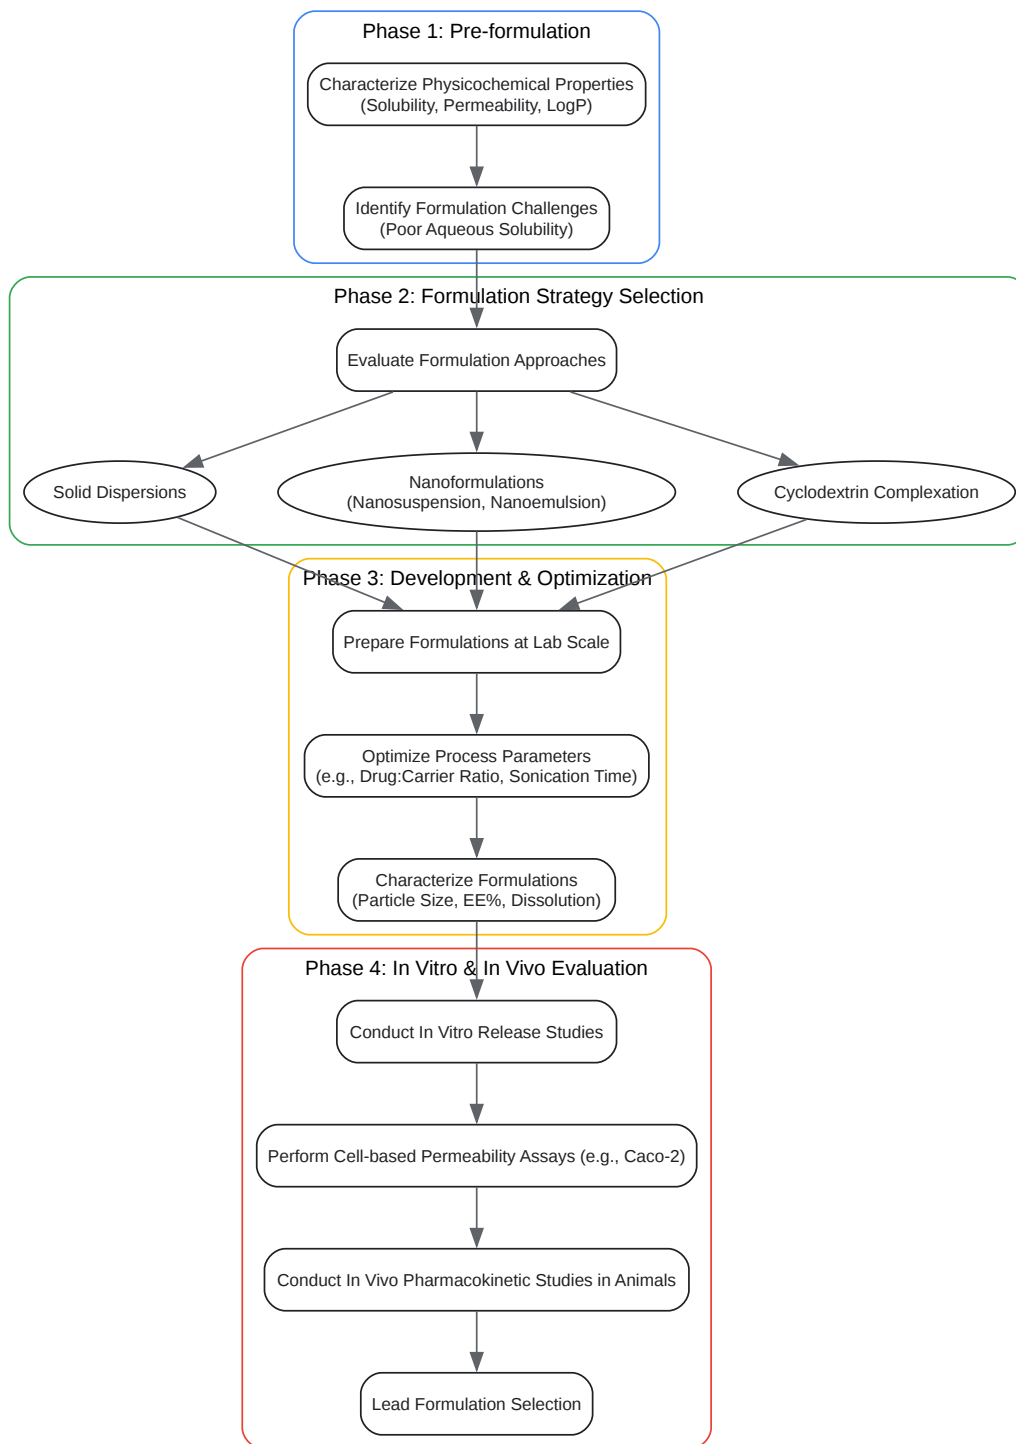 Phase 1: Pre-formulation
Characterize Physicochemical Properties
(Solubility, Permeability, LogP)
Identify Formulation Challenges
(Poor Aqueous Solubility)
Phase 2: Formulation Strategy Selection
Evaluate Formulation Approaches
Solid Dispersions
Nanoformulations
(Nanosuspension, Nanoemulsion)
Cyclodextrin Complexation
Phase 3: Development & Optimization
Prepare Formulations at Lab Scale
Optimize Process Parameters
(e.g., Drug:Carrier Ratio, Sonication Time)
Characterize Formulations
(Particle Size, EE%, Dissolution)
Phase 4: In Vitro & In Vivo Evaluation
Conduct In Vitro Release Studies
Perform Cell-based Permeability Assays (e.g., Caco-2)
Conduct In Vivo Pharmacokinetic Studies in Animals
Lead Formulation Selection